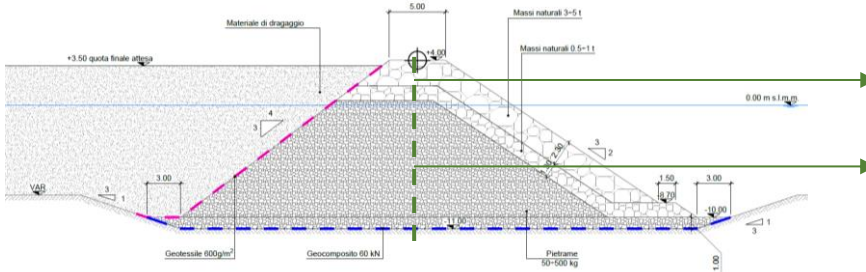 5.00
Materiale di dragaggio
Massi naturali 3÷5 t
+3.50 quota finale attesa
+4.00
Massi naturali 0.5÷1 t
0.00 m s.l.m.m
4
3
3
2
2.30
VAR
3
1
3.00
1.50
3.00
-8.70
-10.00
1
3
-11.00
Geotessile 600g/m²
Geocomposito 60 kN
Pietrame
50÷500 kg
1.00